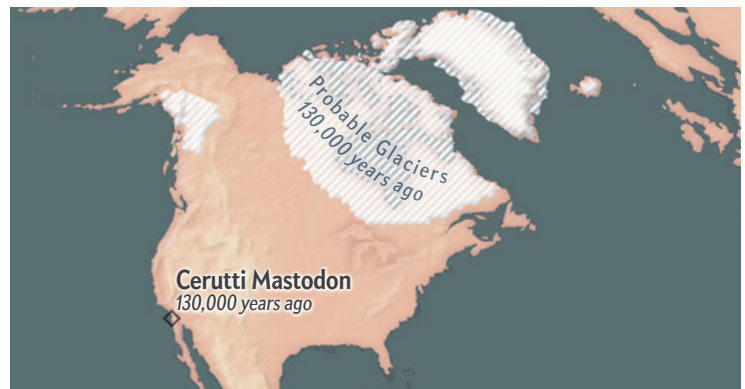 Probable Glaciers
130,000 years ago
Cerutti Mastodon
130,000 years ago